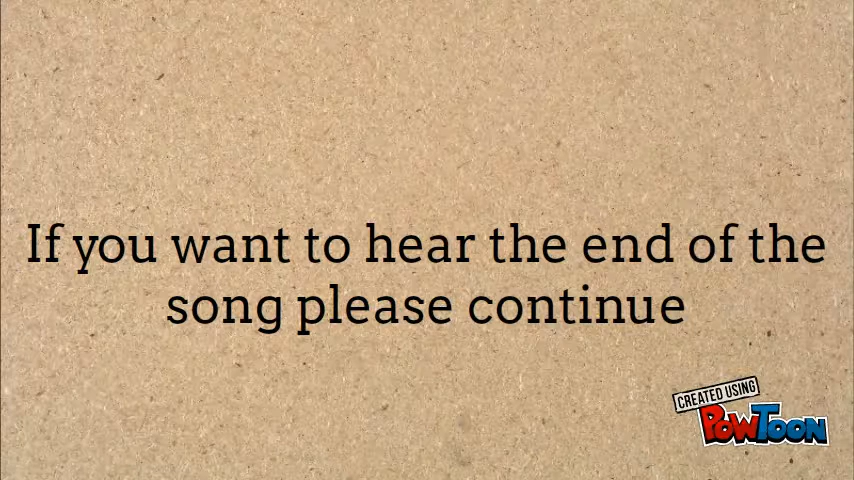 If you want to hear the end of the
song please continue
CREATED USING
POWTOON